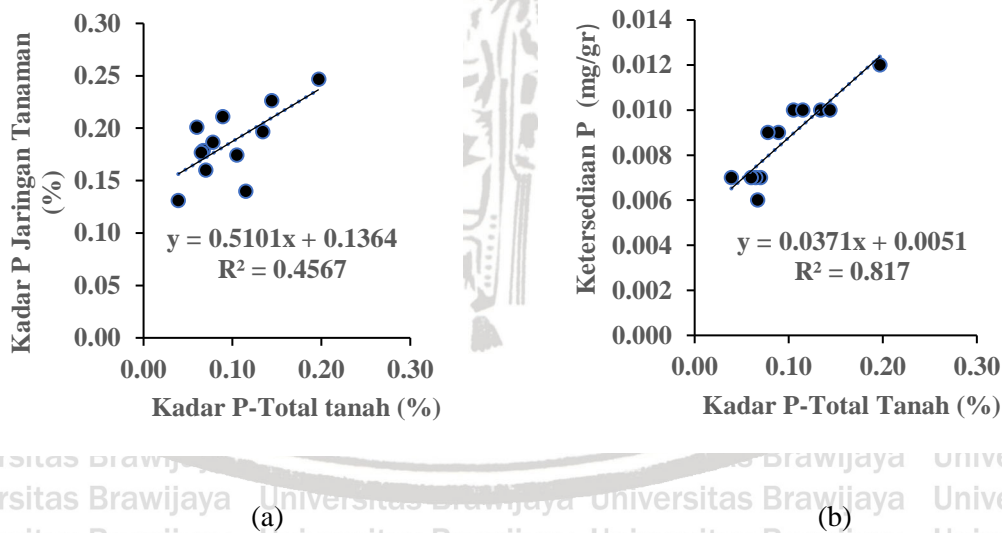 Kadar P Jaringan Tanaman
(%)
0.30
0.25
0.20
0.15
0.10
0.05
0.00
y = 0.5101x + 0.1364
R² = 0.4567
0.00 0.10 0.20 0.30
Kadar P-Total tanah (%)
(a)
Ketersediaan P (mg/gr)
0.014
0.012
0.010
0.008
0.006
0.004
0.002
0.000
y = 0.0371x + 0.0051
R² = 0.817
0.00 0.10 0.20 0.30
Kadar P-Total Tanah (%)
(b)
rsitas Brawijaya Universitas Brawijaya Universitas Brawijaya Unive